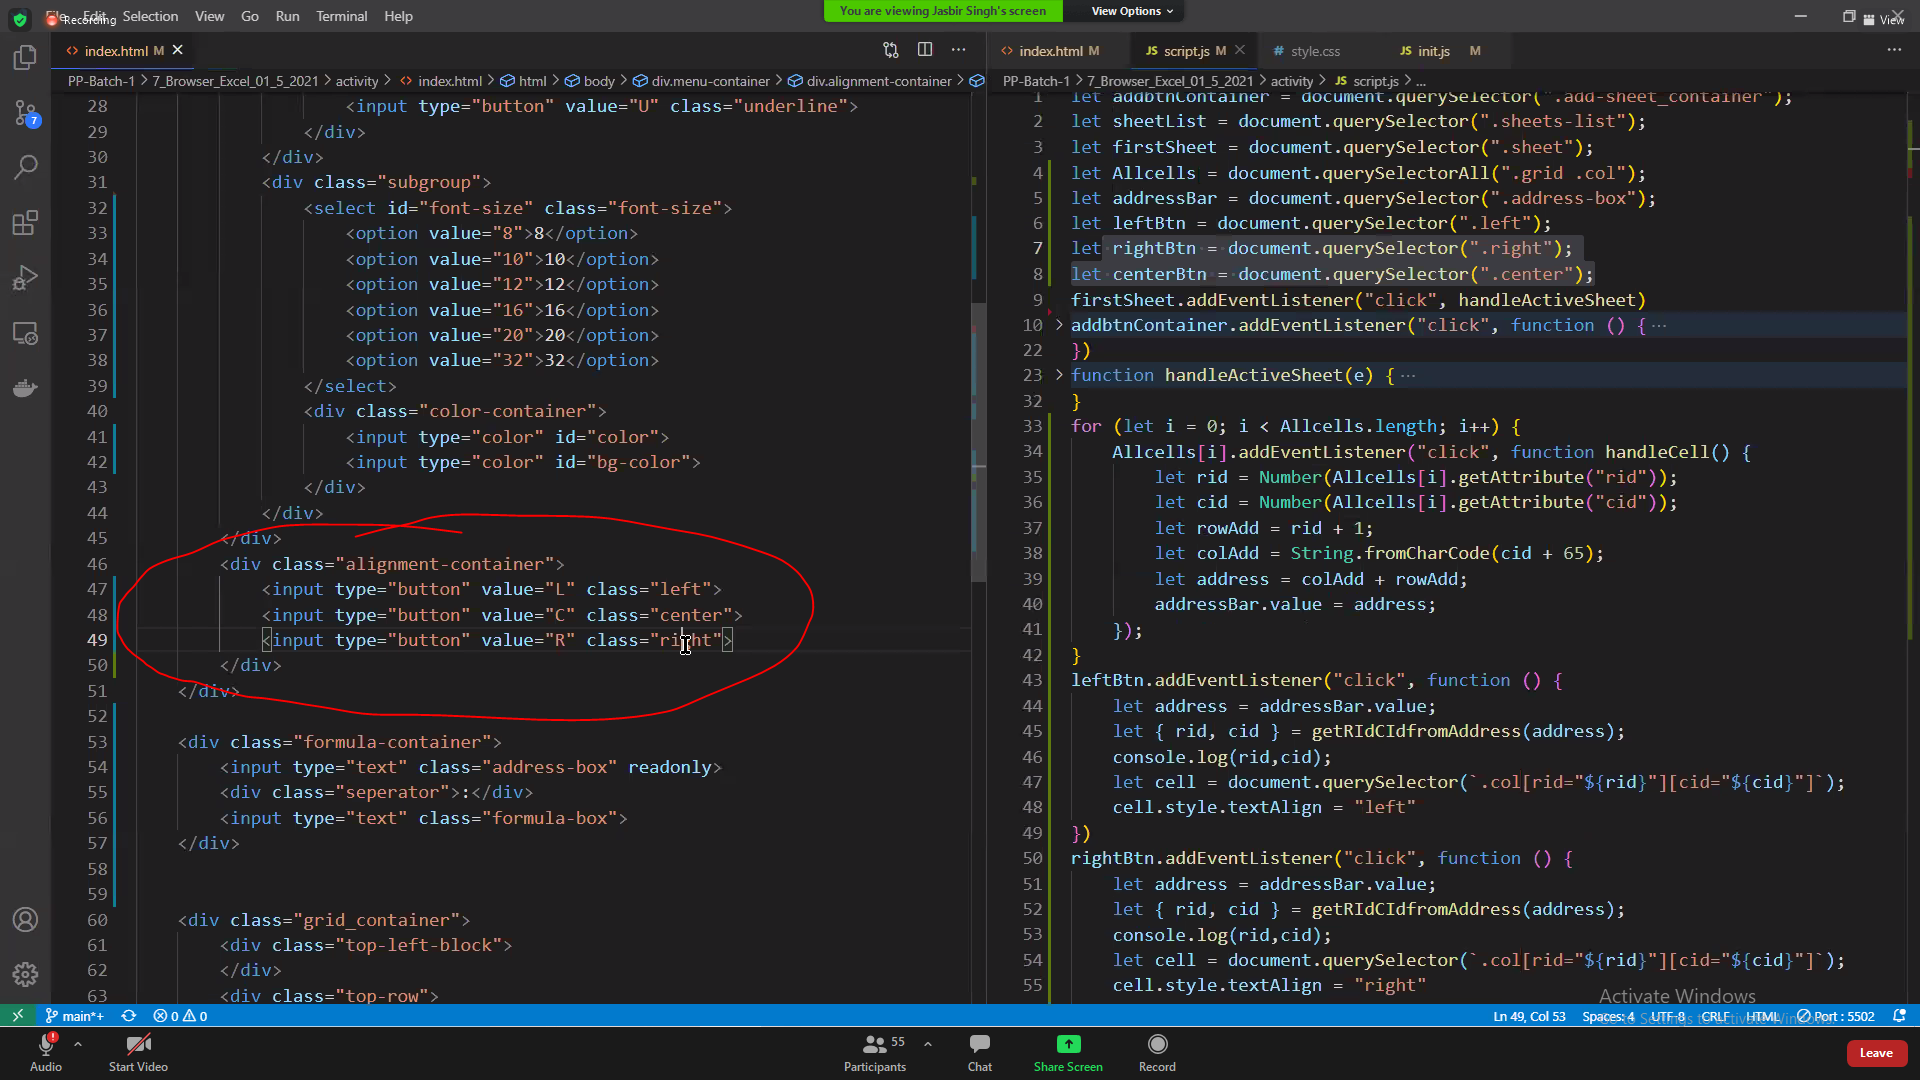 Recording
Edit Selection View Go Run Terminal Help
You are viewing Jasbir Singh's screen
View Options
View
index.html M
PP-Batch-1 > 7_Browser_Excel_01_5_2021 > activity > index.html > html > body > div.menu-container > div.alignment-container >
28 <input type="button" value="U" class="underline">
29 </div>
30 </div>
31 <div class="subgroup">
32 <select id="font-size" class="font-size">
33 <option value="8">8</option>
34 <option value="10">10</option>
35 <option value="12">12</option>
36 <option value="16">16</option>
37 <option value="20">20</option>
38 <option value="32">32</option>
39 </select>
40 <div class="color-container">
41 <input type="color" id="color">
42 <input type="color" id="bg-color">
43 </div>
44 </div>
45 </div>
46 <div class="alignment-container">
47 <input type="button" value="L" class="left">
48 <input type="button" value="C" class="center">
49 <input type="button" value="R" class="right">
50 </div>
51 </div>
52
53 <div class="formula-container">
54 <input type="text" class="address-box" readonly>
55 <div class="seperator">:</div>
56 <input type="text" class="formula-box">
57 </div>
58
59
60 <div class="grid_container">
61 <div class="top-left-block">
62 </div>
63 <div class="top-row">
index.html M
JS script.js M
# style.css
JS init.js M
PP-Batch-1 > 7_Browser_Excel_01_5_2021 > activity > JS script.js > ...
1 let addbtnContainer = document.querySelector(".add-sheet_container");
2 let sheetList = document.querySelector(".sheets-list");
3 let firstSheet = document.querySelector(".sheet");
4 let Allcells = document.querySelectorAll(".grid .col");
5 let addressBar = document.querySelector(".address-box");
6 let leftBtn = document.querySelector(".left");
7 let rightBtn = document.querySelector(".right");
8 let centerBtn = document.querySelector(".center");
9 firstSheet.addEventListener("click", handleActiveSheet)
10 addbtnContainer.addEventListener("click", function () { ...
22 })
23 function handleActiveSheet(e) { ...
32 }
33 for (let i = 0; i < Allcells.length; i++) {
34 Allcells[i].addEventListener("click", function handleCell() {
35 let rid = Number(Allcells[i].getAttribute("rid"));
36 let cid = Number(Allcells[i].getAttribute("cid"));
37 let rowAdd = rid + 1;
38 let colAdd = String.fromCharCode(cid + 65);
39 let address = colAdd + rowAdd;
40 addressBar.value = address;
41 });
42 }
43 leftBtn.addEventListener("click", function () {
44 let address = addressBar.value;
45 let { rid, cid } = getRIdCIdfromAddress(address);
46 console.log(rid,cid);
47 let cell = document.querySelector(`.col[rid="${rid}"][cid="${cid}"]`);
48 cell.style.textAlign = "left"
49 })
50 rightBtn.addEventListener("click", function () {
51 let address = addressBar.value;
52 let { rid, cid } = getRIdCIdfromAddress(address);
53 console.log(rid,cid);
54 let cell = document.querySelector(`.col[rid="${rid}"][cid="${cid}"]`);
55 cell.style.textAlign = "right"
7
Activate Windows
Go to Settings to activate Windows.
main*+ 0 0
Ln 49, Col 53 Spaces: 4 UTF-8 CRLF HTML Port : 5502
Audio
Start Video
55
Participants
Chat
Share Screen
Record
Leave